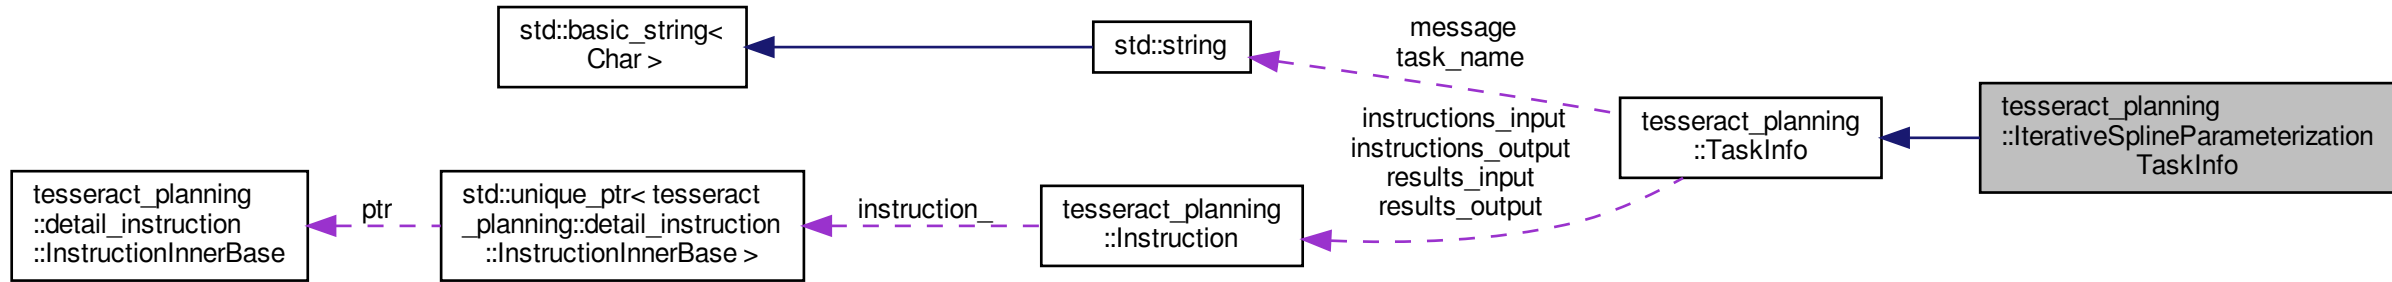 std::basic_string<
Char >
std::string
message
task_name
tesseract_planning
::IterativeSplineParameterization
TaskInfo
tesseract_planning
::TaskInfo
instructions_input
instructions_output
results_input
results_output
tesseract_planning
::detail_instruction
::InstructionInnerBase
ptr
std::unique_ptr< tesseract
_planning::detail_instruction
::InstructionInnerBase >
instruction_
tesseract_planning
::Instruction